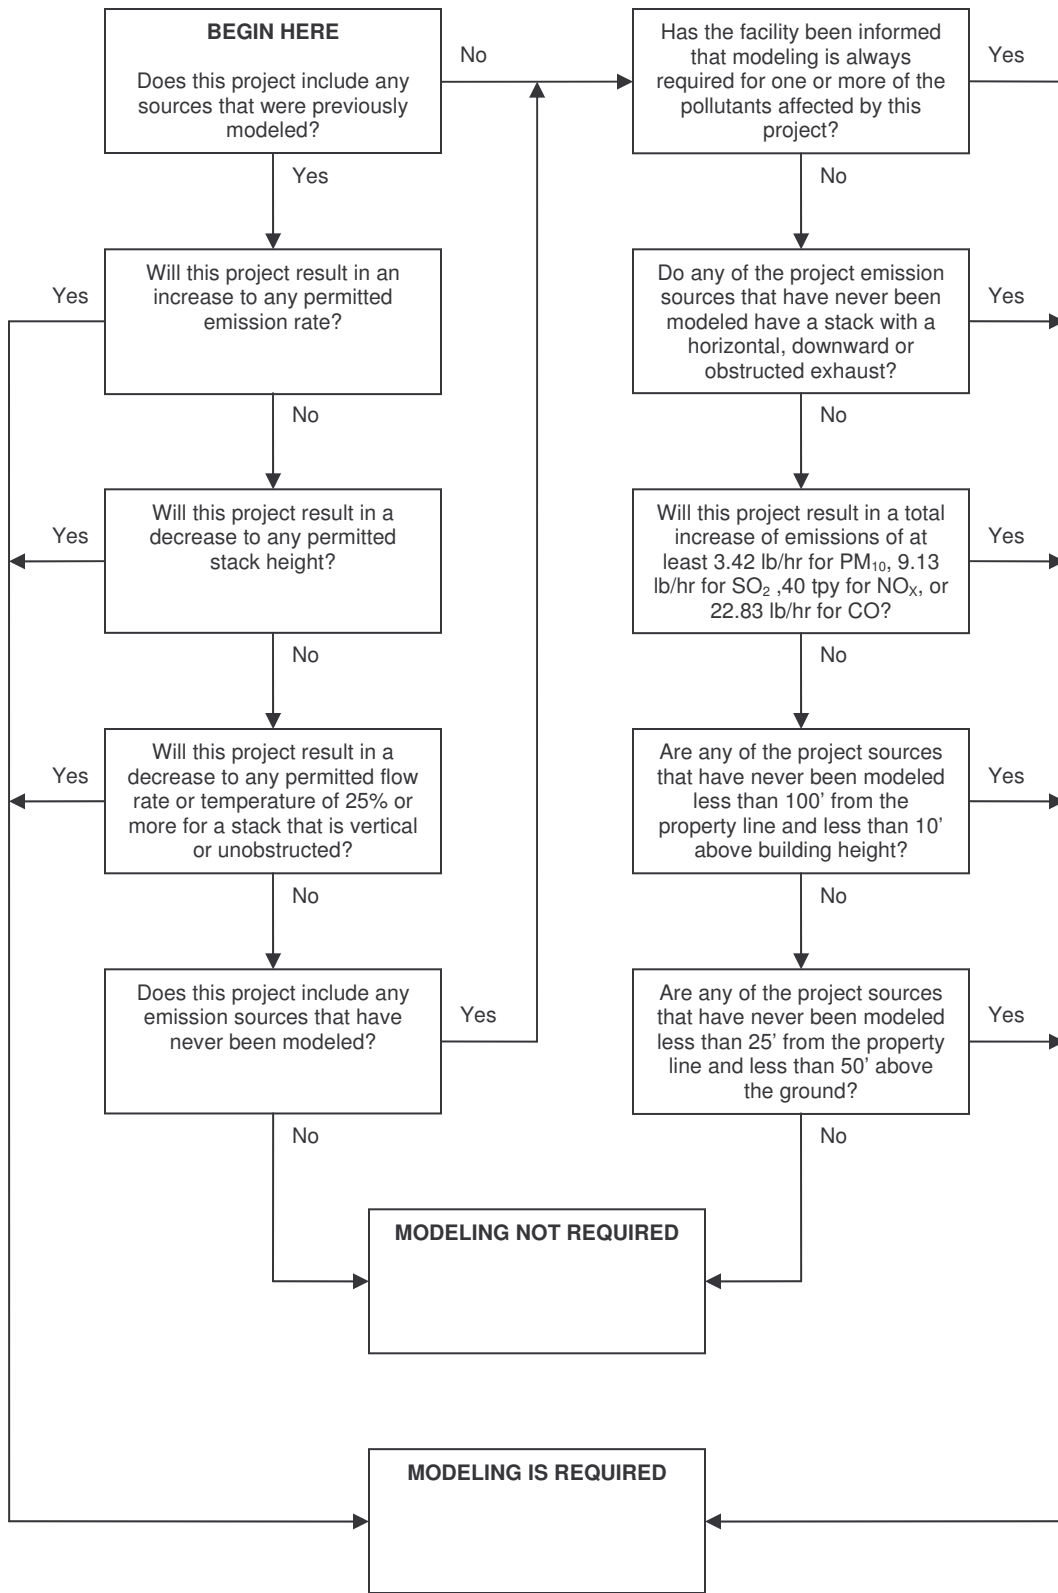 BEGIN HERE
Does this project include any
sources that were previously
modeled?
No
Yes
Will this project result in an
increase to any permitted
emission rate?
Yes
No
Will this project result in a
decrease to any permitted
stack height?
Yes
No
Will this project result in a
decrease to any permitted flow
rate or temperature of 25% or
more for a stack that is vertical
or unobstructed?
Yes
No
Does this project include any
emission sources that have
never been modeled?
Yes
No
Has the facility been informed
that modeling is always
required for one or more of the
pollutants affected by this
project?
Yes
No
Do any of the project emission
sources that have never been
modeled have a stack with a
horizontal, downward or
obstructed exhaust?
Yes
No
Will this project result in a total
increase of emissions of at
least 3.42 lb/hr for PM₁₀, 9.13
lb/hr for SO₂ ,40 tpy for NOₓ, or
22.83 lb/hr for CO?
Yes
No
Are any of the project sources
that have never been modeled
less than 100’ from the
property line and less than 10’
above building height?
Yes
No
Are any of the project sources
that have never been modeled
less than 25’ from the property
line and less than 50’ above
the ground?
Yes
No
MODELING NOT REQUIRED
MODELING IS REQUIRED